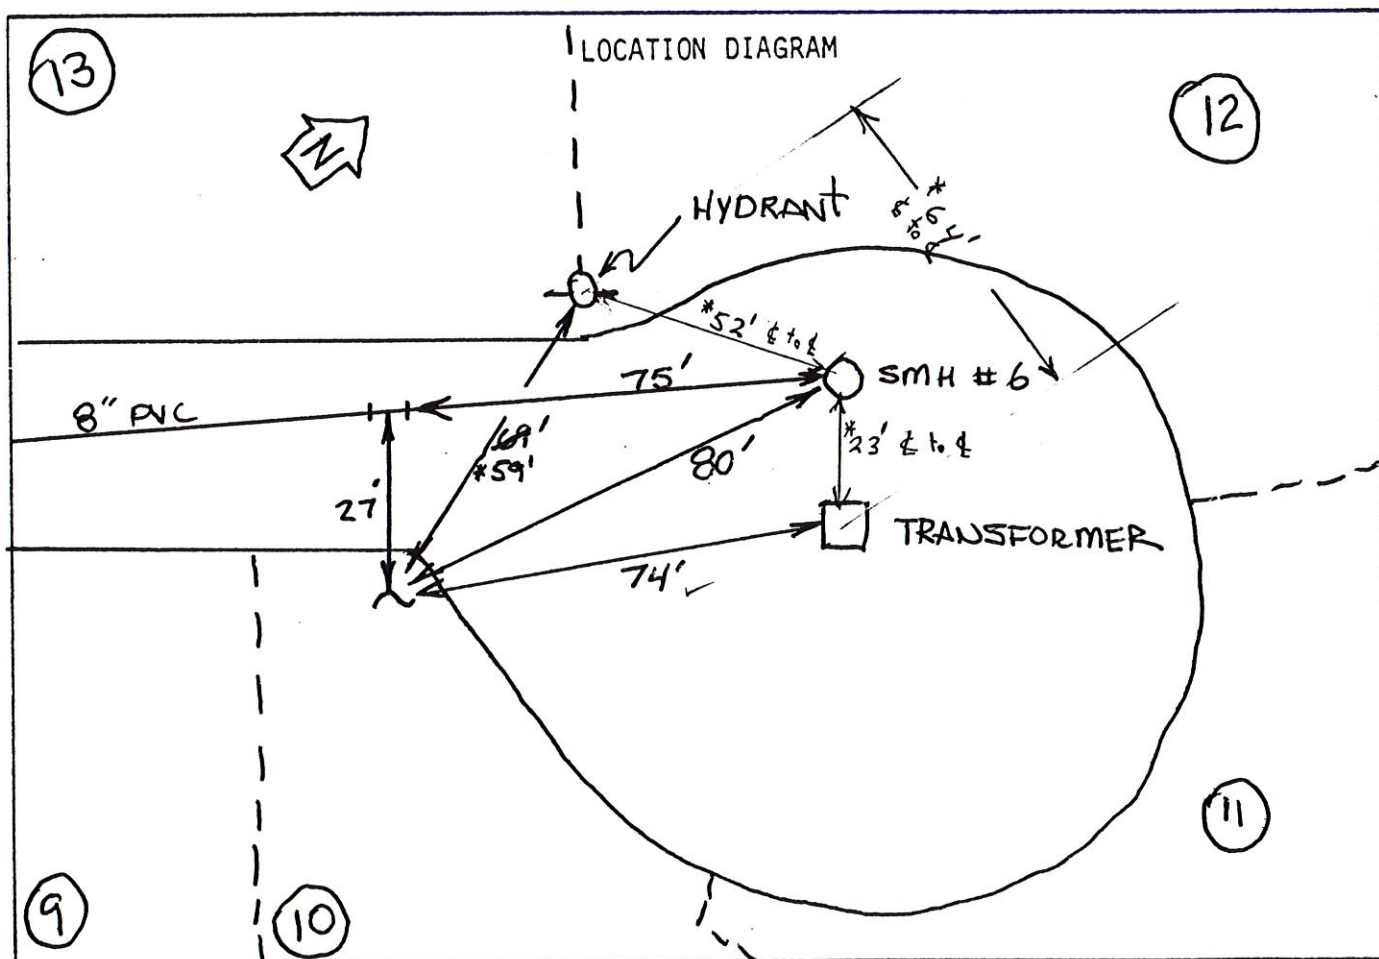 LOCATION DIAGRAM
13
12
N
HYDRANT
*52' ℄ to ℄
75'
SMH #6
8" PVC
69'
*59'
80'
*23' ℄ to ℄
27'
TRANSFORMER
74'
11
9
10